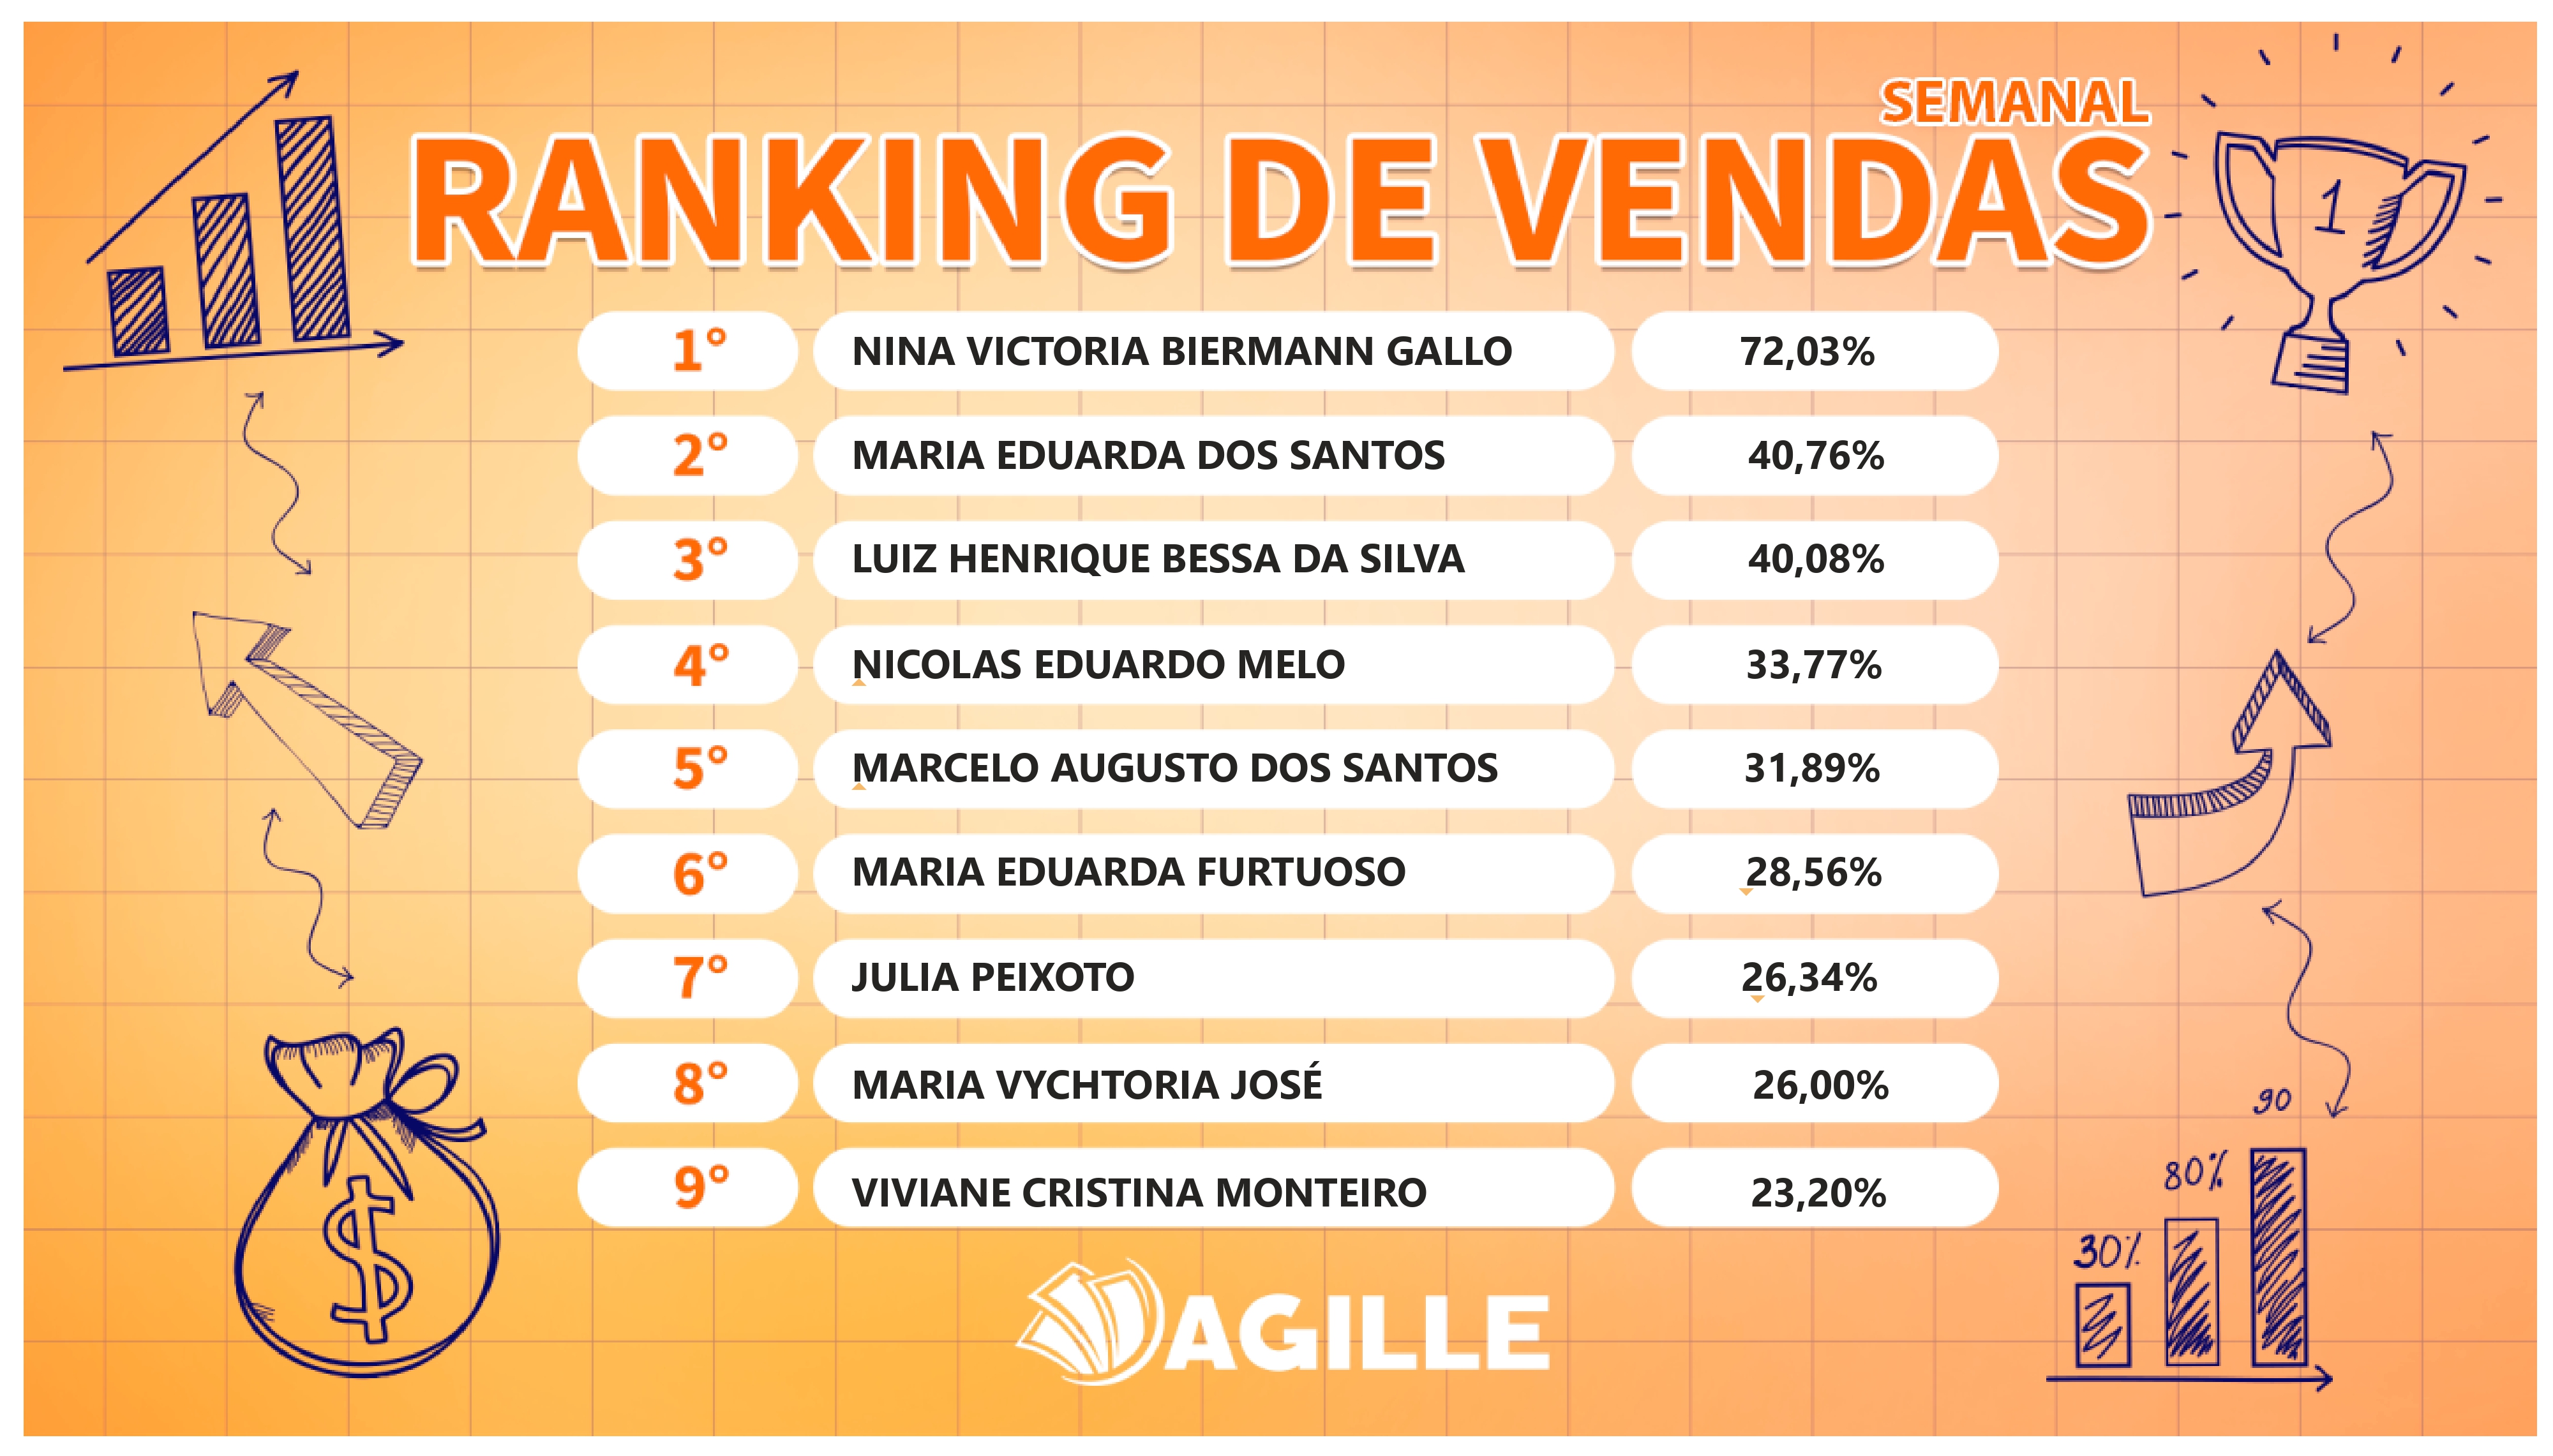 SEMANAL
RANKING DE VENDAS
1° NINA VICTORIA BIERMANN GALLO 72,03%
2° MARIA EDUARDA DOS SANTOS 40,76%
3° LUIZ HENRIQUE BESSA DA SILVA 40,08%
4° NICOLAS EDUARDO MELO 33,77%
5° MARCELO AUGUSTO DOS SANTOS 31,89%
6° MARIA EDUARDA FURTUOSO 28,56%
7° JULIA PEIXOTO 26,34%
8° MARIA VYCHTORIA JOSÉ 26,00%
9° VIVIANE CRISTINA MONTEIRO 23,20%
AGILLE
1
$
90
80%
30%